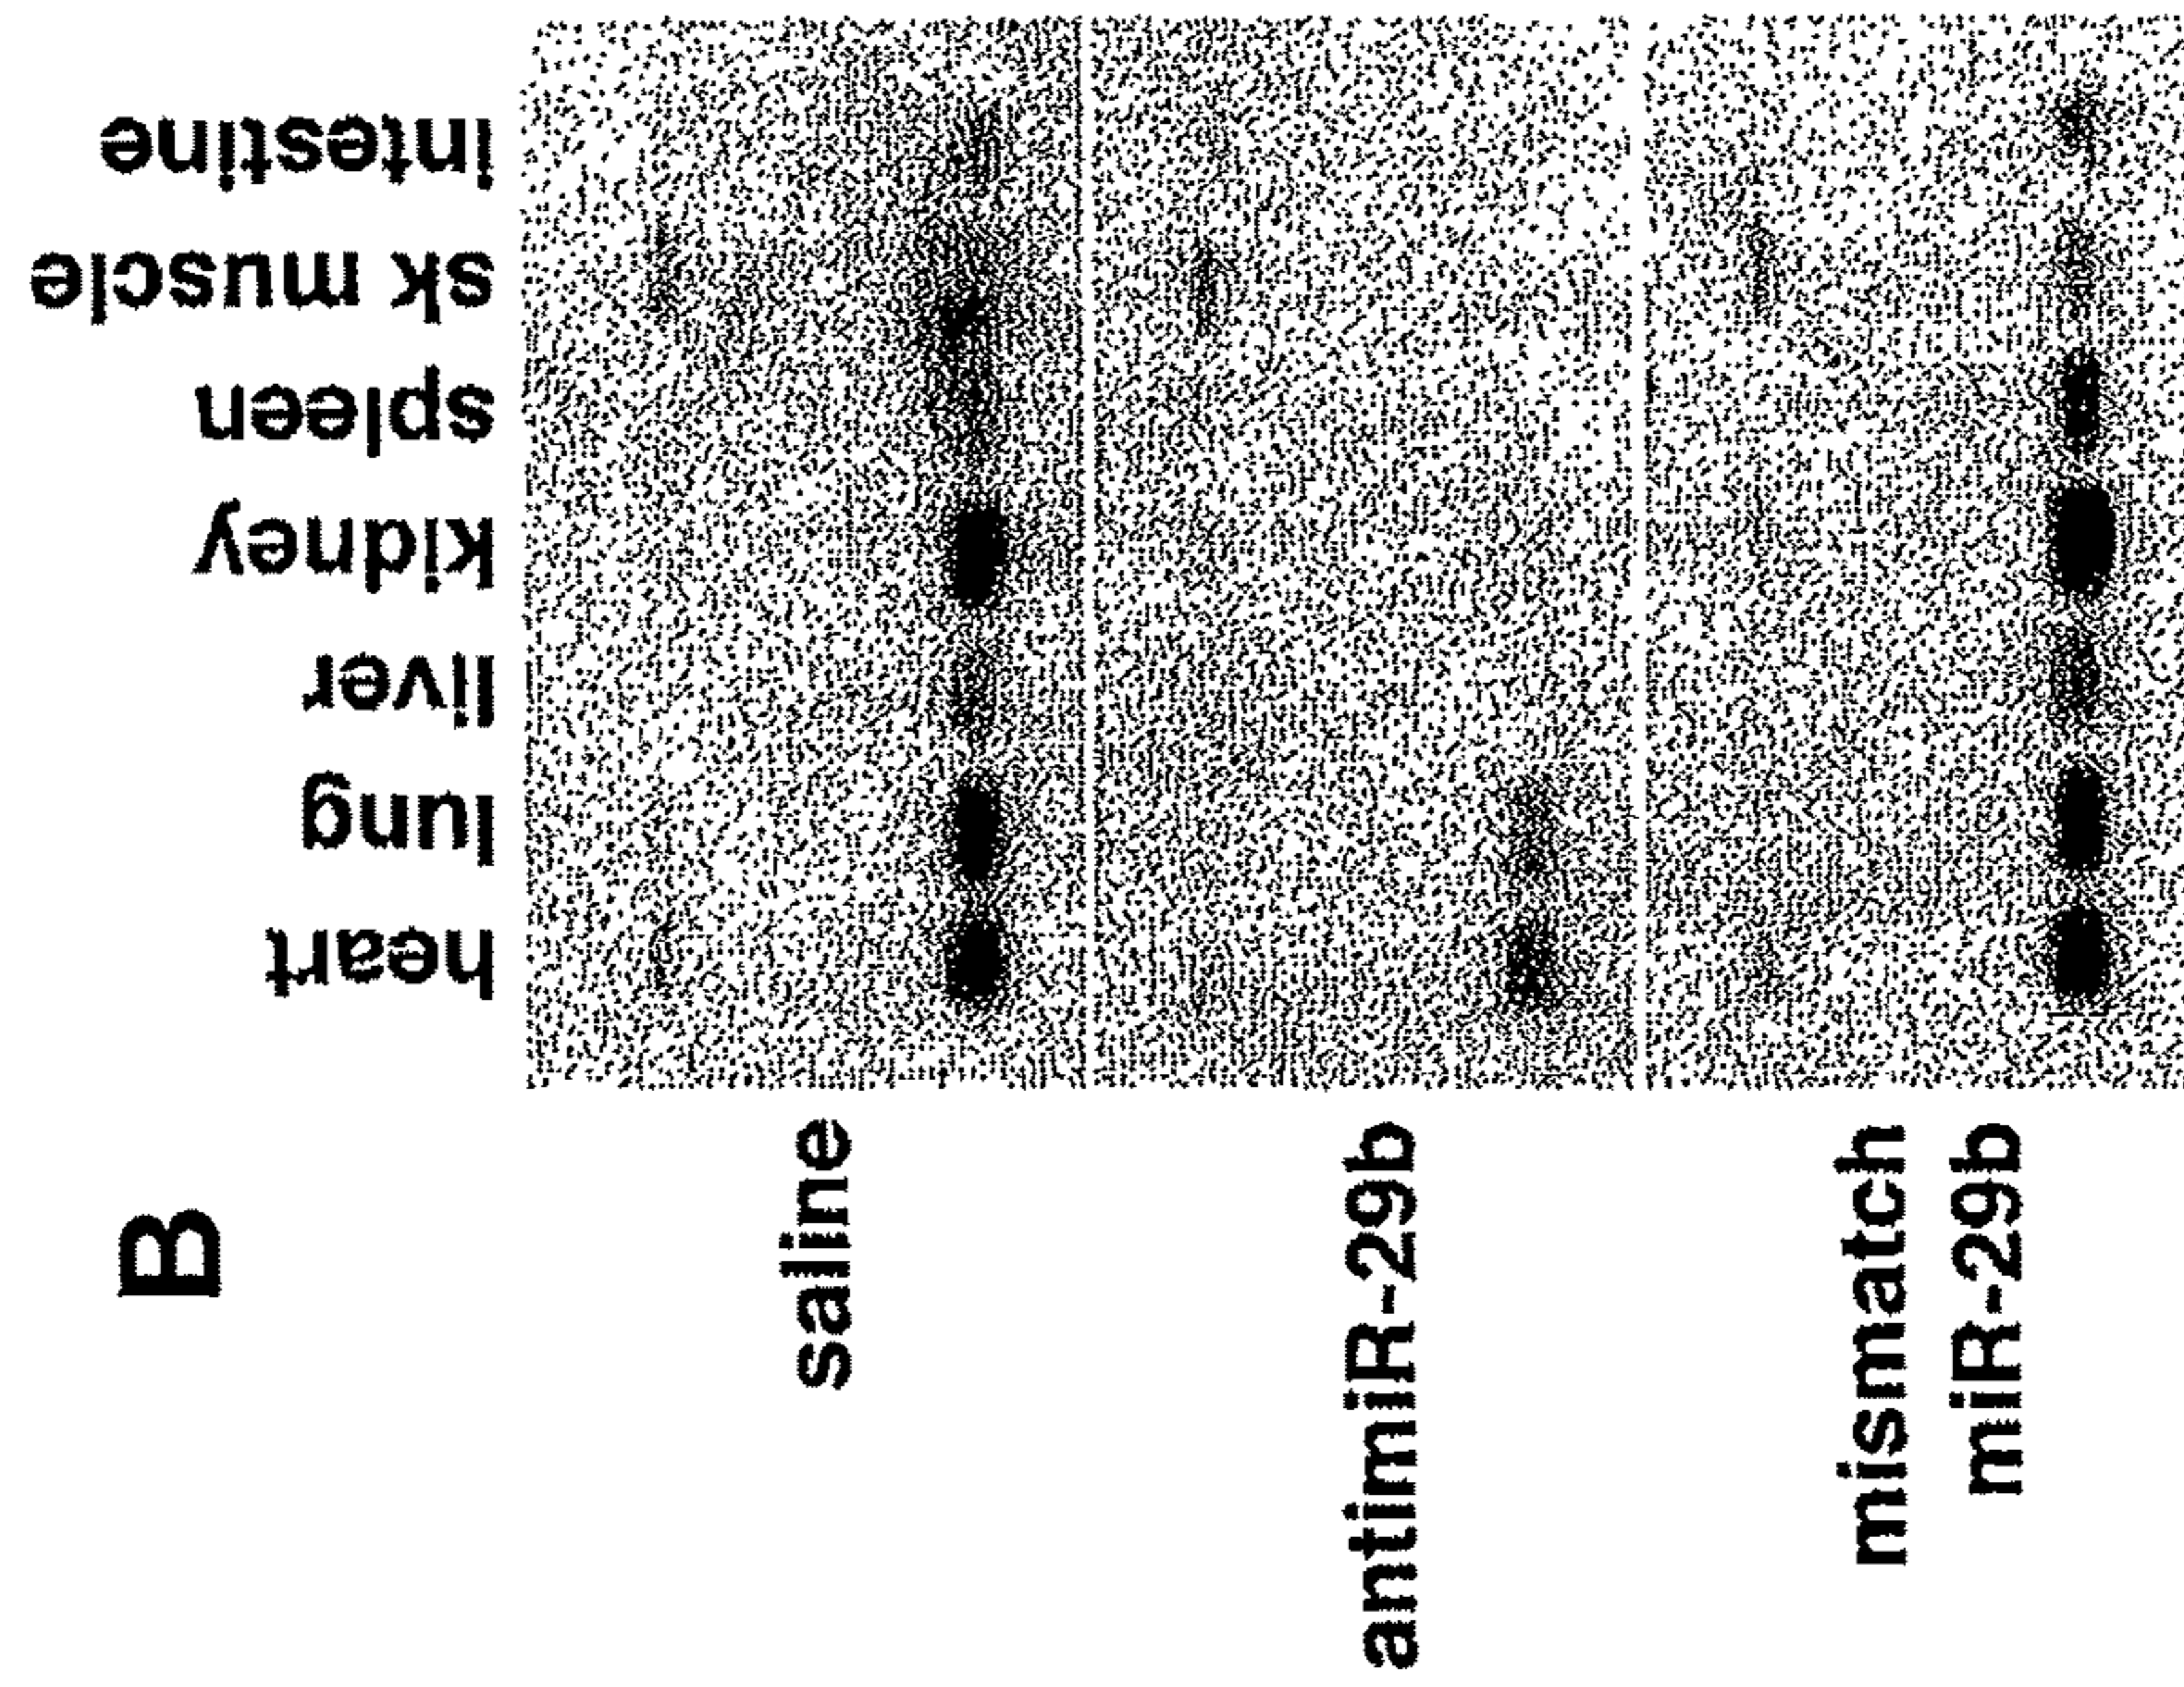 B
heart
lung
liver
kidney
spleen
sk muscle
intestine
saline
antimiR-29b
mismatch
miR-29b